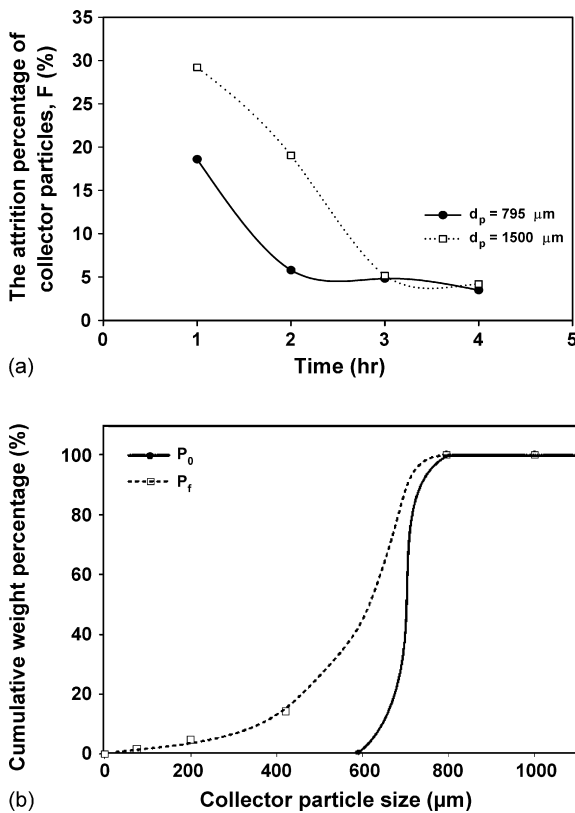 The attrition percentage of
collector particles, F (%)
35
30
25
20
15
10
5
0
0 1 2 3 4 5
Time (hr)
dp = 795 μm
dp = 1500 μm
(a)
Cumulative weight percentage (%)
100
80
60
40
20
0
0 200 400 600 800 1000
Collector particle size (μm)
P0
Pf
(b)